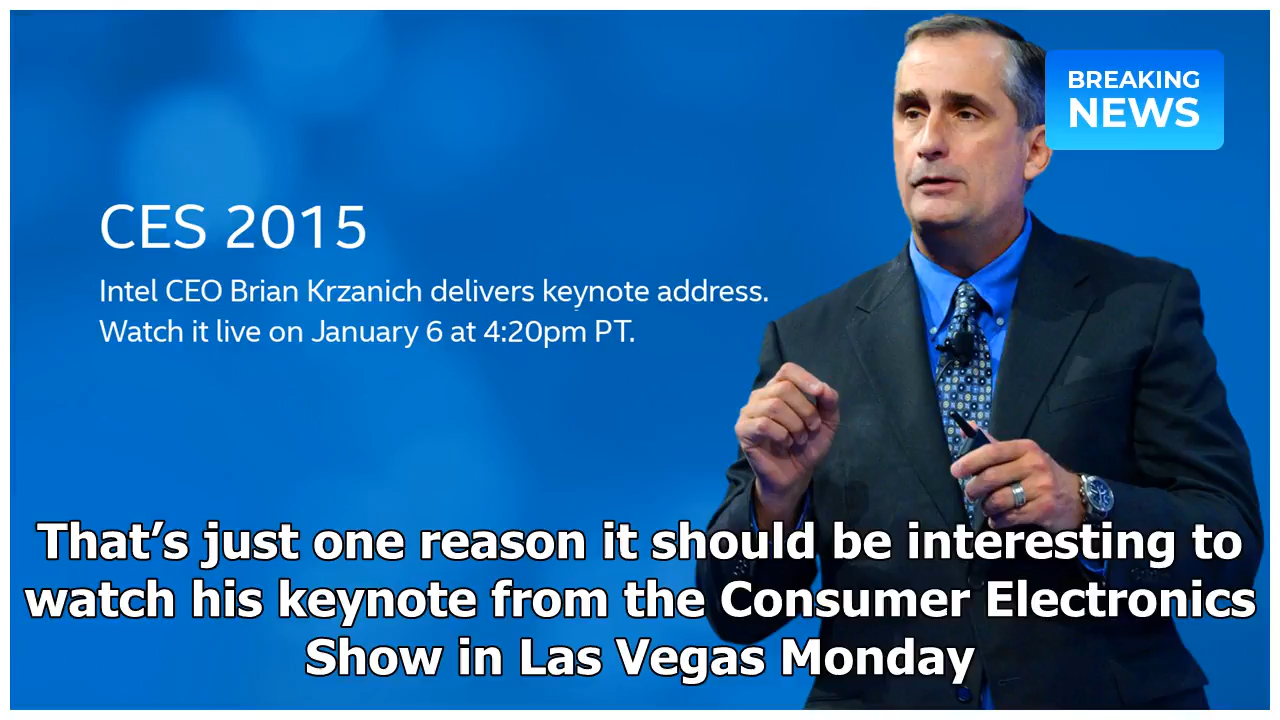 BREAKING
NEWS
CES 2015
Intel CEO Brian Krzanich delivers keynote address.
Watch it live on January 6 at 4:20pm PT.
That’s just one reason it should be interesting to
watch his keynote from the Consumer Electronics
Show in Las Vegas Monday